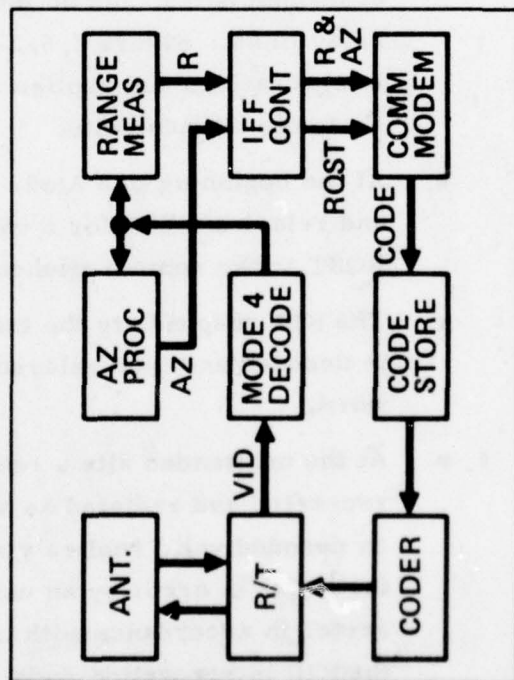 ANT.
AZ
PROC
RANGE
MEAS
AZ
R
R/T
VID
MODE 4
DECODE
IFF
CONT
ROST
R &
AZ
CODER
CODE
STORE
CODE
COMM
MODEM